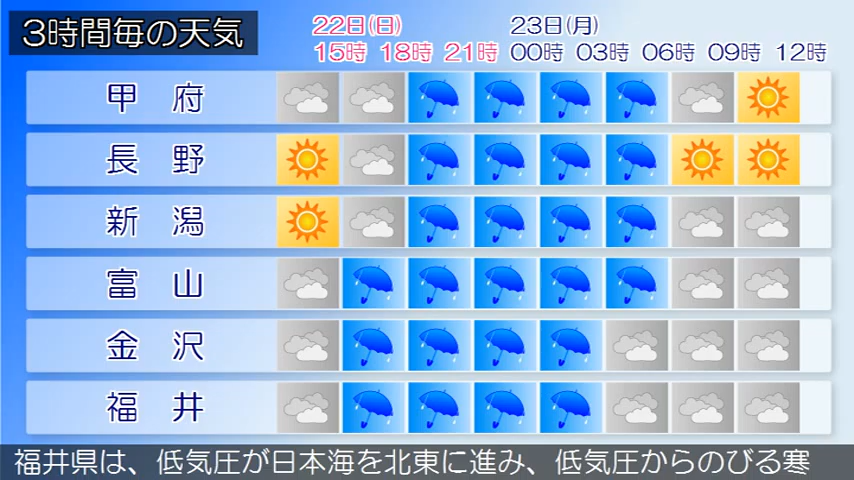 3時間毎の天気
22日(日) 23日(月)
15時 18時 21時 00時 03時 06時 09時 12時
甲 府
長 野
新 潟
富 山
金 沢
福 井
福井県は、低気圧が日本海を北東に進み、低気圧からのびる寒